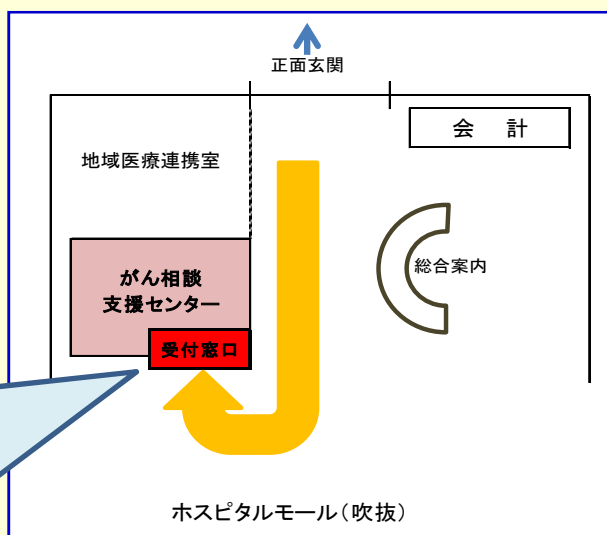 正面玄関
会　計
地域医療連携室
総合案内
がん相談
支援センター
受付窓口
ホスピタルモール（吹抜）